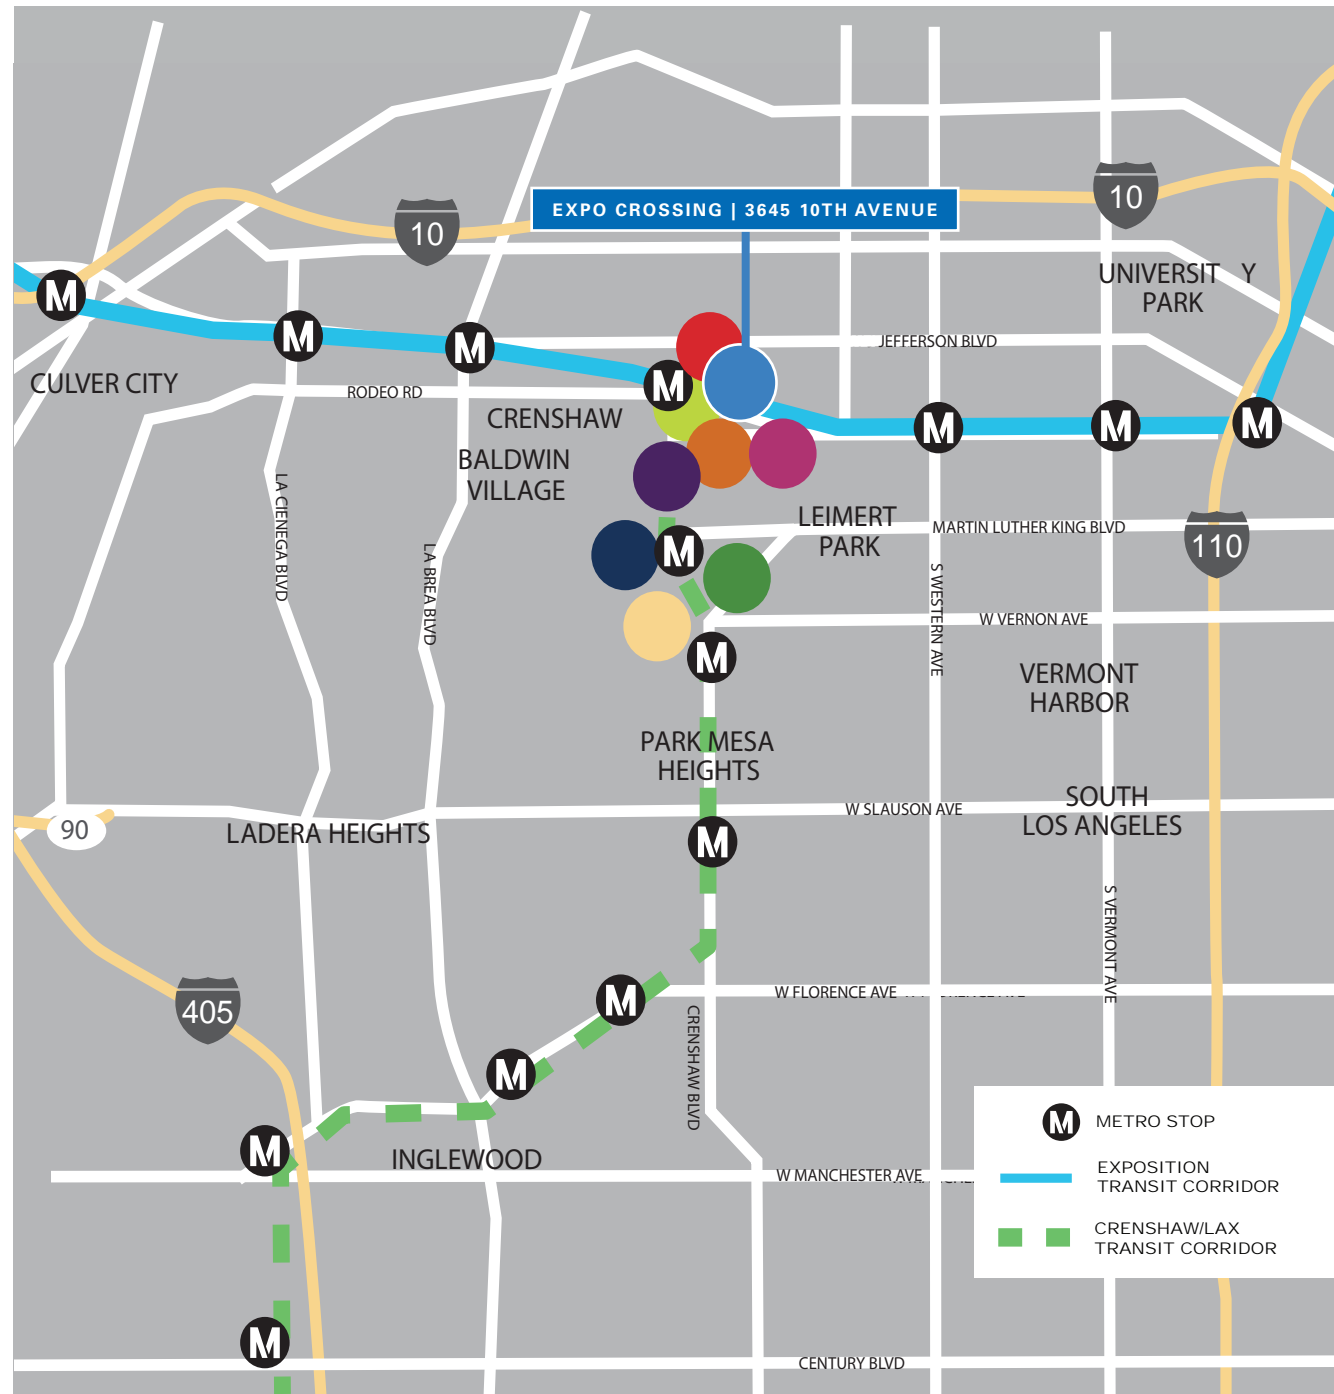 10
EXPO CROSSING | 3645 10TH AVENUE
10
UNIVERSIT Y
PARK
M
M
M
JEFFERSON BLVD
CULVER CITY
RODEO RD
M
CRENSHAW
M
M
M
BALDWIN
VILLAGE
LA CIENEGA BLVD
LEIMERT
PARK
MARTIN LUTHER KING BLVD
110
M
LA BREA BLVD
S WESTERN AVE
W VERNON AVE
M
VERMONT
HARBOR
PARK MESA
HEIGHTS
90
LADERA HEIGHTS
W SLAUSON AVE
SOUTH
LOS ANGELES
M
S VERMONT AVE
405
M
W FLORENCE AVE
CRENSHAW BLVD
M
M
INGLEWOOD
W MANCHESTER AVE
M METRO STOP
EXPOSITION
TRANSIT CORRIDOR
CRENSHAW/LAX
TRANSIT CORRIDOR
M
CENTURY BLVD